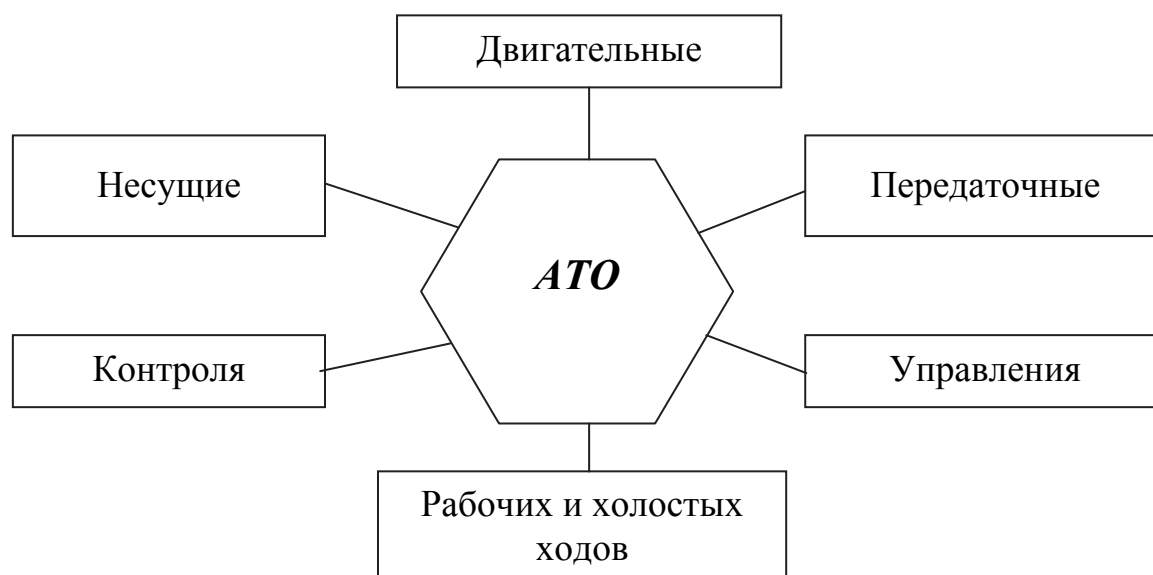 Двигательные
Несущие
Передаточные
АТО
Контроля
Управления
Рабочих и холостых
ходов